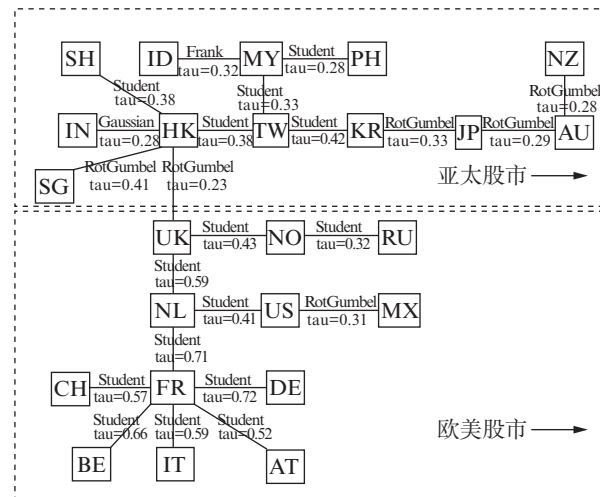 SH ID Frank MY Student PH NZ
tau=0.32 tau=0.28
Student Student RotGumbel
tau=0.38 tau=0.33 tau=0.28
IN Gaussian HK Student TW Student KR RotGumbel JP RotGumbel AU
tau=0.28 tau=0.38 tau=0.42 tau=0.33 tau=0.29
RotGumbel RotGumbel
SG tau=0.41 tau=0.23 亚太股市
UK Student NO Student RU
tau=0.43 tau=0.32
Student
tau=0.59
NL Student US RotGumbel MX
tau=0.41 tau=0.31
Student
tau=0.71
CH Student FR Student DE
tau=0.57 tau=0.72
Student Student Student
tau=0.66 tau=0.59 tau=0.52
欧美股市
BE IT AT